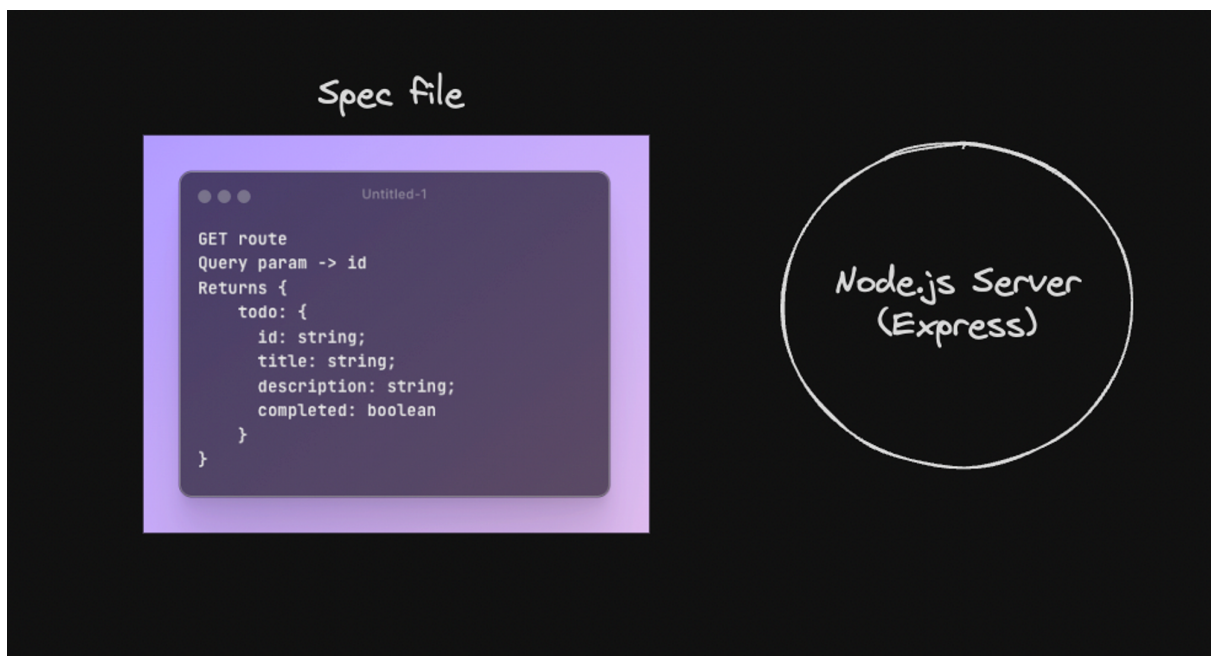 Spec file
Untitled-1
GET route
Query param -> id
Returns {
    todo: {
      id: string;
      title: string;
      description: string;
      completed: boolean
    }
}
Node.js Server
(Express)